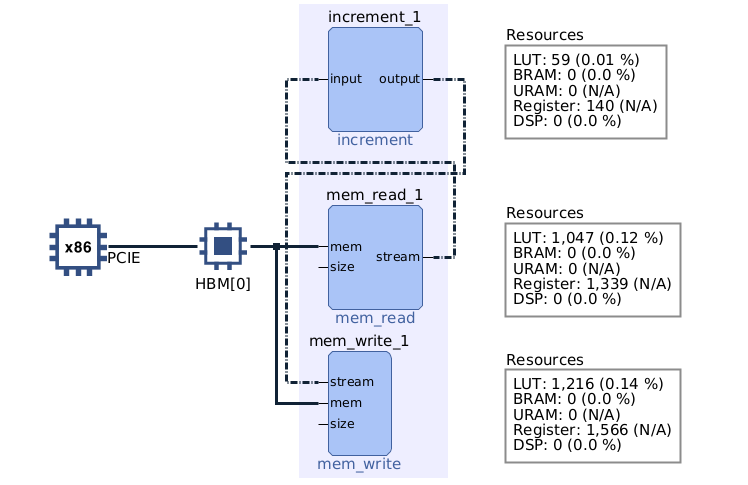 increment_1
input output
increment
Resources
LUT: 59 (0.01 %)
BRAM: 0 (0.0 %)
URAM: 0 (N/A)
Register: 140 (N/A)
DSP: 0 (0.0 %)
x86
PCIE
HBM[0]
mem_read_1
mem
stream
size
mem_read
Resources
LUT: 1,047 (0.12 %)
BRAM: 0 (0.0 %)
URAM: 0 (N/A)
Register: 1,339 (N/A)
DSP: 0 (0.0 %)
mem_write_1
stream
mem
size
mem_write
Resources
LUT: 1,216 (0.14 %)
BRAM: 0 (0.0 %)
URAM: 0 (N/A)
Register: 1,566 (N/A)
DSP: 0 (0.0 %)